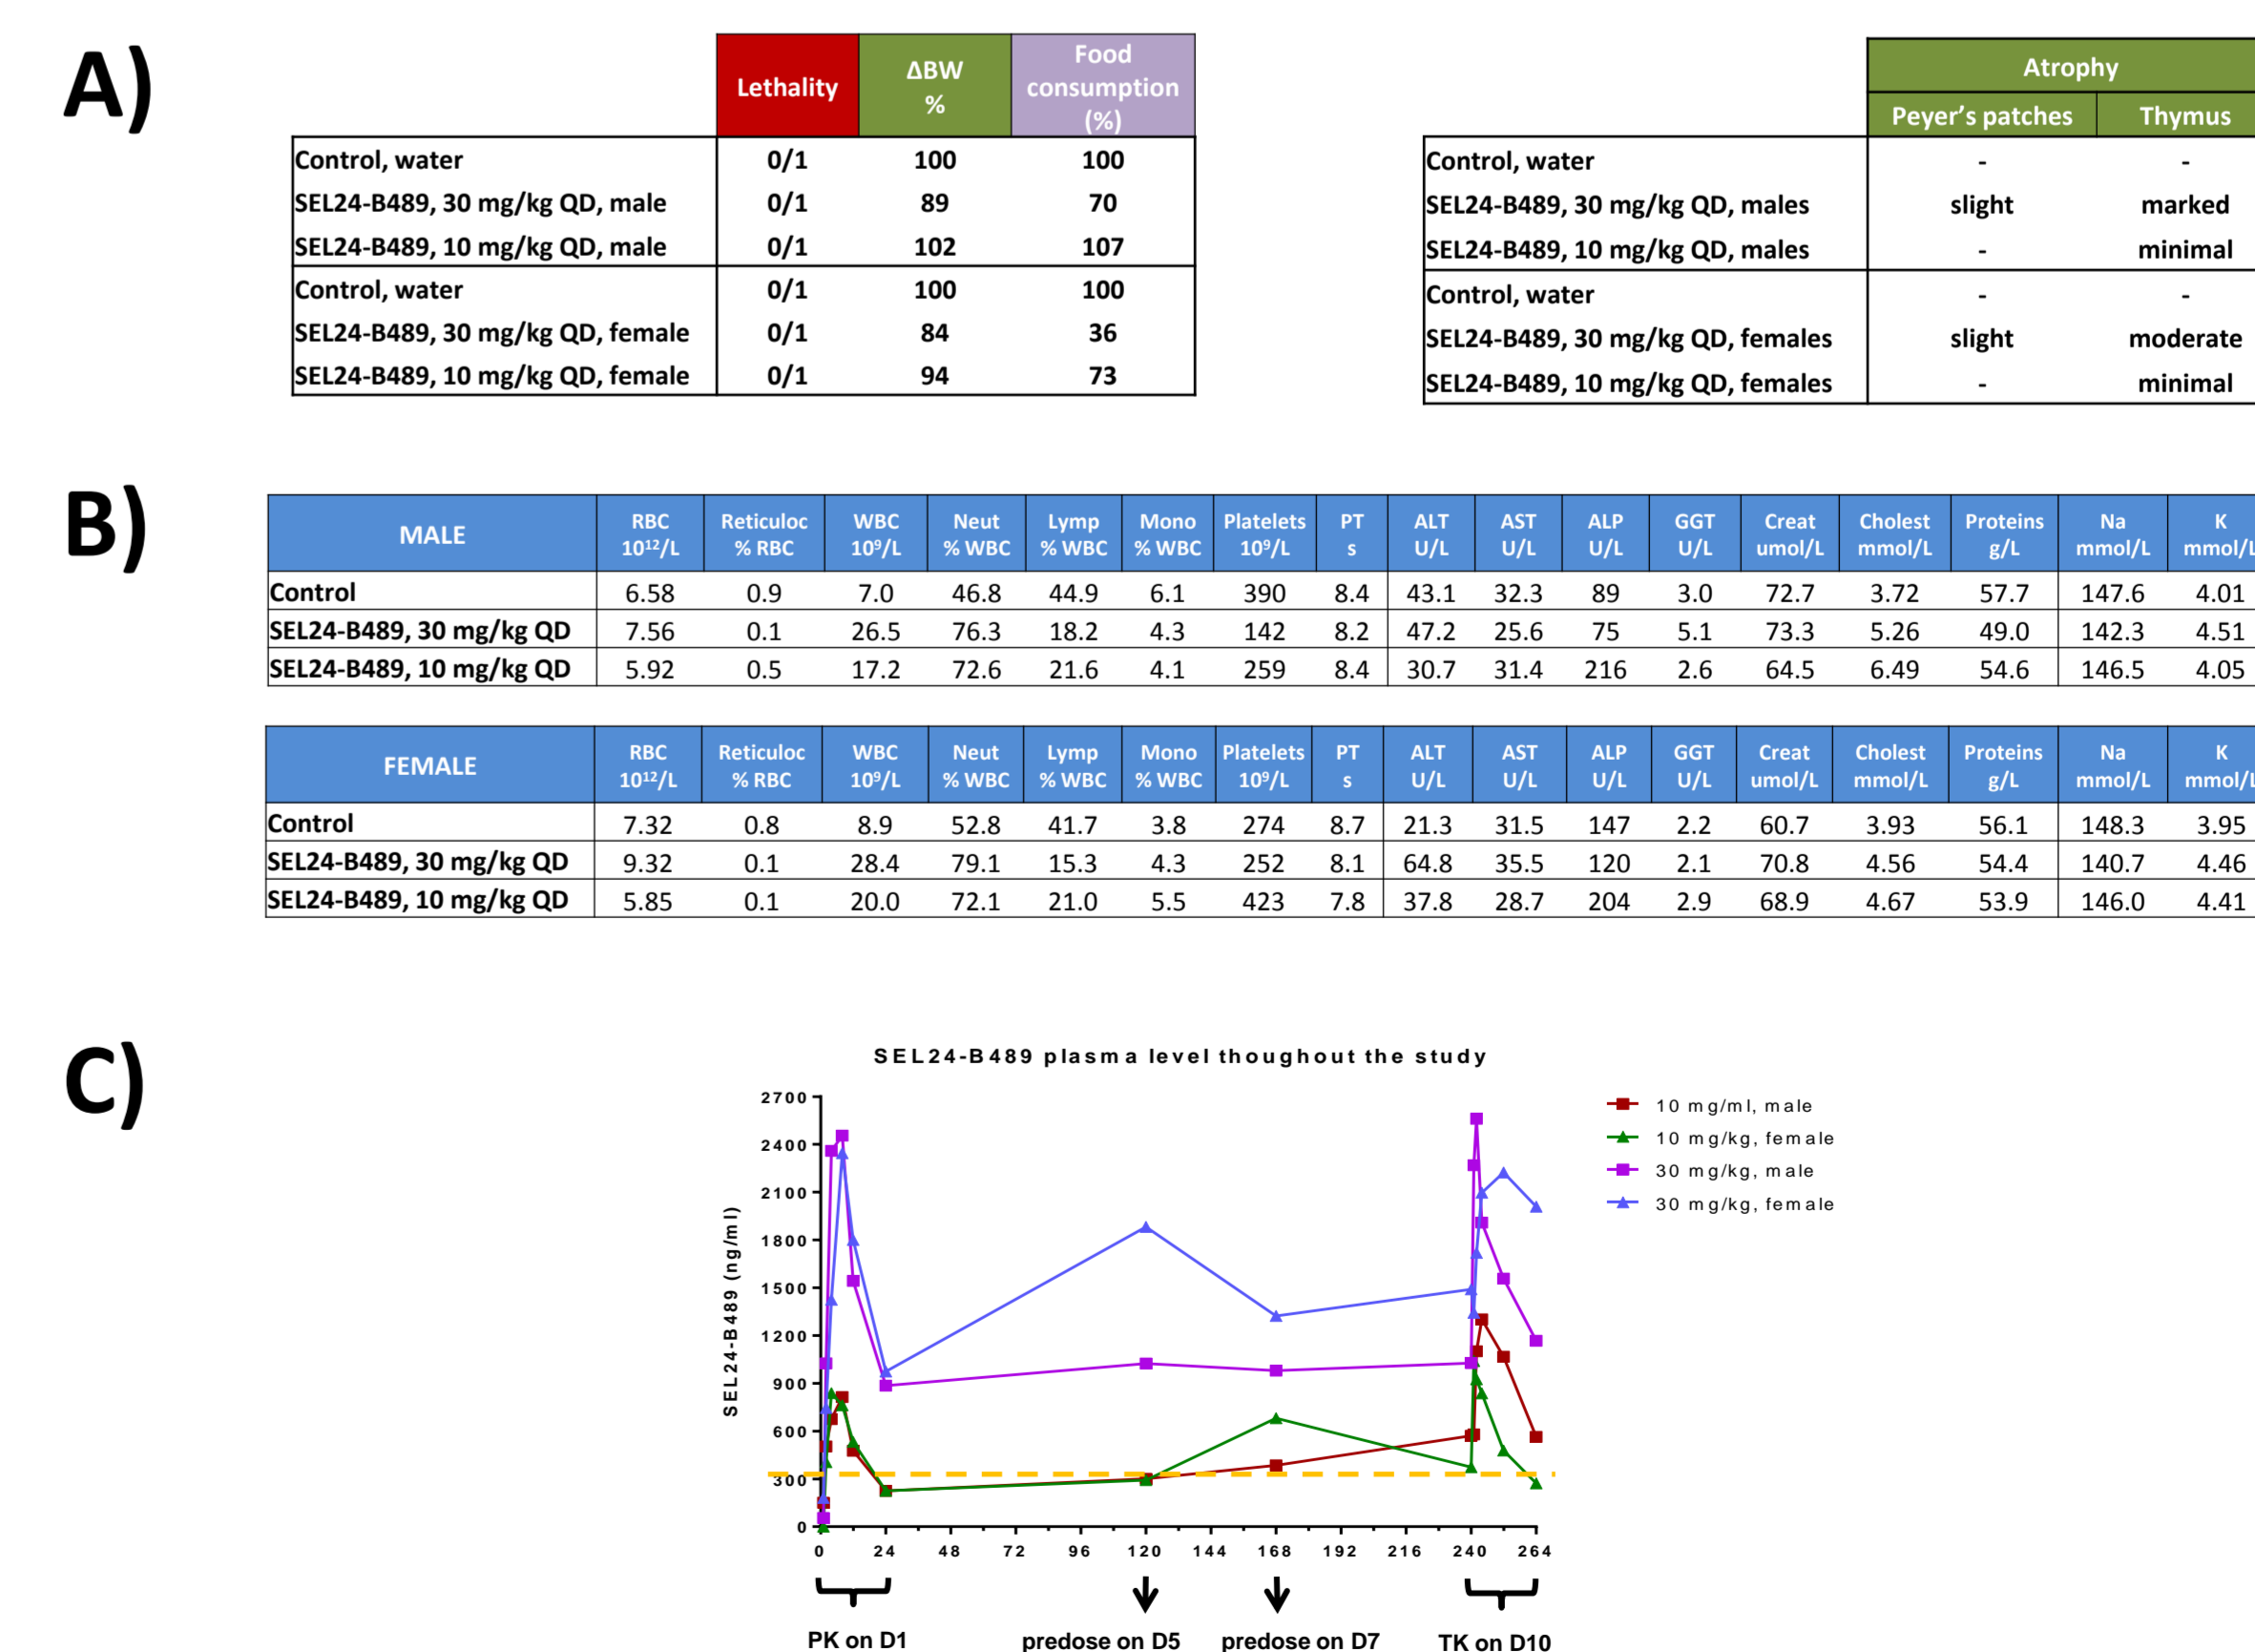 A)
Lethality ΔBW % Food consumption (%)
Control, water 0/1 100 100
SEL24-B489, 30 mg/kg QD, male 0/1 89 70
SEL24-B489, 10 mg/kg QD, male 0/1 102 107
Control, water 0/1 100 100
SEL24-B489, 30 mg/kg QD, female 0/1 84 36
SEL24-B489, 10 mg/kg QD, female 0/1 94 73
Atrophy
Peyer's patches Thymus
Control, water - -
SEL24-B489, 30 mg/kg QD, males slight marked
SEL24-B489, 10 mg/kg QD, males - minimal
Control, water - -
SEL24-B489, 30 mg/kg QD, females slight moderate
SEL24-B489, 10 mg/kg QD, females - minimal
B)
MALE RBC 10¹²/L Reticuloc % RBC WBC 10⁹/L Neut % WBC Lymp % WBC Mono % WBC Platelets 10⁹/L PT s ALT U/L AST U/L ALP U/L GGT U/L Creat umol/L Cholest mmol/L Proteins g/L Na mmol/L K mmol/L
Control 6.58 0.9 7.0 46.8 44.9 6.1 390 8.4 43.1 32.3 89 3.0 72.7 3.72 57.7 147.6 4.01
SEL24-B489, 30 mg/kg QD 7.56 0.1 26.5 76.3 18.2 4.3 142 8.2 47.2 25.6 75 5.1 73.3 5.26 49.0 142.3 4.51
SEL24-B489, 10 mg/kg QD 5.92 0.5 17.2 72.6 21.6 4.1 259 8.4 30.7 31.4 216 2.6 64.5 6.49 54.6 146.5 4.05
FEMALE RBC 10¹²/L Reticuloc % RBC WBC 10⁹/L Neut % WBC Lymp % WBC Mono % WBC Platelets 10⁹/L PT s ALT U/L AST U/L ALP U/L GGT U/L Creat umol/L Cholest mmol/L Proteins g/L Na mmol/L K mmol/L
Control 7.32 0.8 8.9 52.8 41.7 3.8 274 8.7 21.3 31.5 147 2.2 60.7 3.93 56.1 148.3 3.95
SEL24-B489, 30 mg/kg QD 9.32 0.1 28.4 79.1 15.3 4.3 252 8.1 64.8 35.5 120 2.1 70.8 4.56 54.4 140.7 4.46
SEL24-B489, 10 mg/kg QD 5.85 0.1 20.0 72.1 21.0 5.5 423 7.8 37.8 28.7 204 2.9 68.9 4.67 53.9 146.0 4.41
C)
SEL24-B489 plasma level thoughout the study
SEL24-B489 (ng/ml)
2700
2400
2100
1800
1500
1200
900
600
300
0
0 24 48 72 96 120 144 168 192 216 240 264
10 mg/ml, male
10 mg/kg, female
30 mg/kg, male
30 mg/kg, female
PK on D1 predose on D5 predose on D7 TK on D10